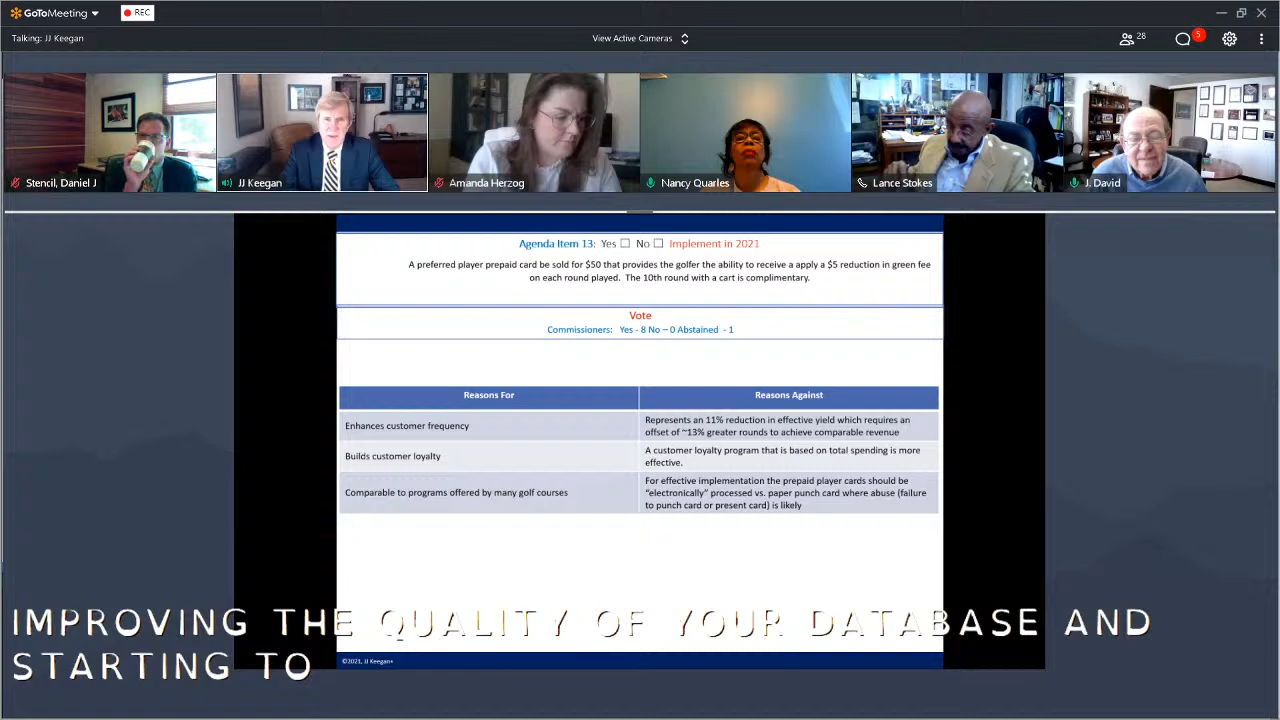 GoToMeeting
REC
Talking: JJ Keegan
View Active Cameras
28
5
Stencil, Daniel J
JJ Keegan
Amanda Herzog
Nancy Quarles
Lance Stokes
J. David
Agenda Item 13: Yes ☐ No ☐ Implement in 2021
A preferred player prepaid card be sold for $50 that provides the golfer the ability to receive a apply a $5 reduction in green fee
on each round played. The 10th round with a cart is complimentary.
Vote
Commissioners: Yes - 8 No – 0 Abstained - 1
Reasons For
Reasons Against
Enhances customer frequency
Represents an 11% reduction in effective yield which requires an
offset of ~13% greater rounds to achieve comparable revenue
Builds customer loyalty
A customer loyalty program that is based on total spending is more
effective.
Comparable to programs offered by many golf courses
For effective implementation the prepaid player cards should be
"electronically" processed vs. paper punch card where abuse (failure
to punch card or present card) is likely
©2021, JJ Keegan+
IMPROVING THE QUALITY OF YOUR DATABASE AND
STARTING TO